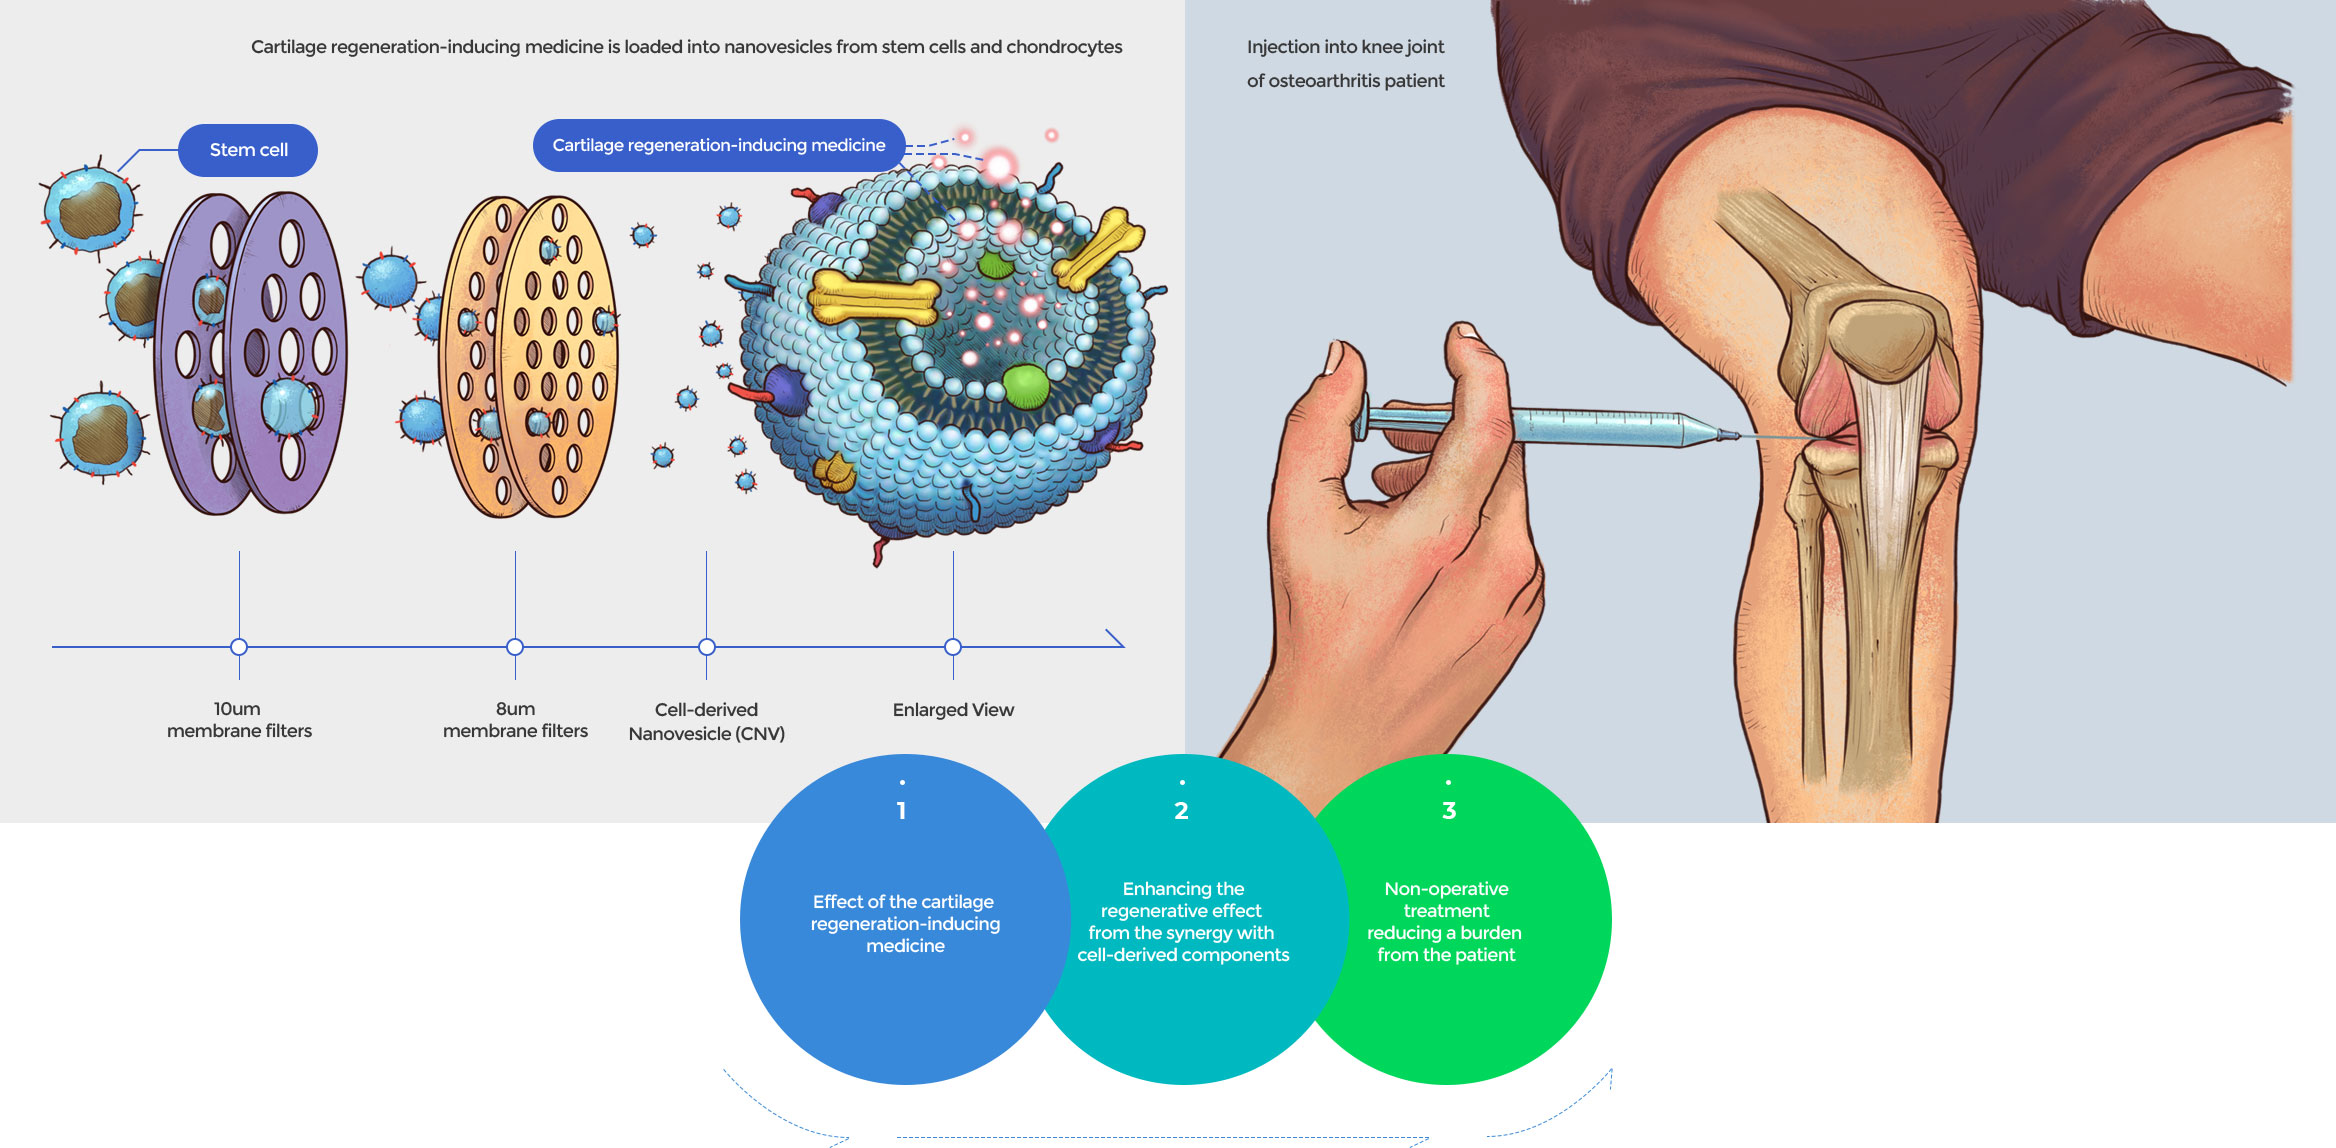 Cartilage regeneration-inducing medicine is loaded into nanovesicles from stem cells and chondrocytes
Stem cell
Cartilage regeneration-inducing medicine
10um
membrane filters
8um
membrane filters
Cell-derived
Nanovesicle (CNV)
Enlarged View
Injection into knee joint
of osteoarthritis patient
1
Effect of the cartilage
regeneration-inducing
medicine
2
Enhancing the
regenerative effect
from the synergy with
cell-derived components
3
Non-operative
treatment
reducing a burden
from the patient